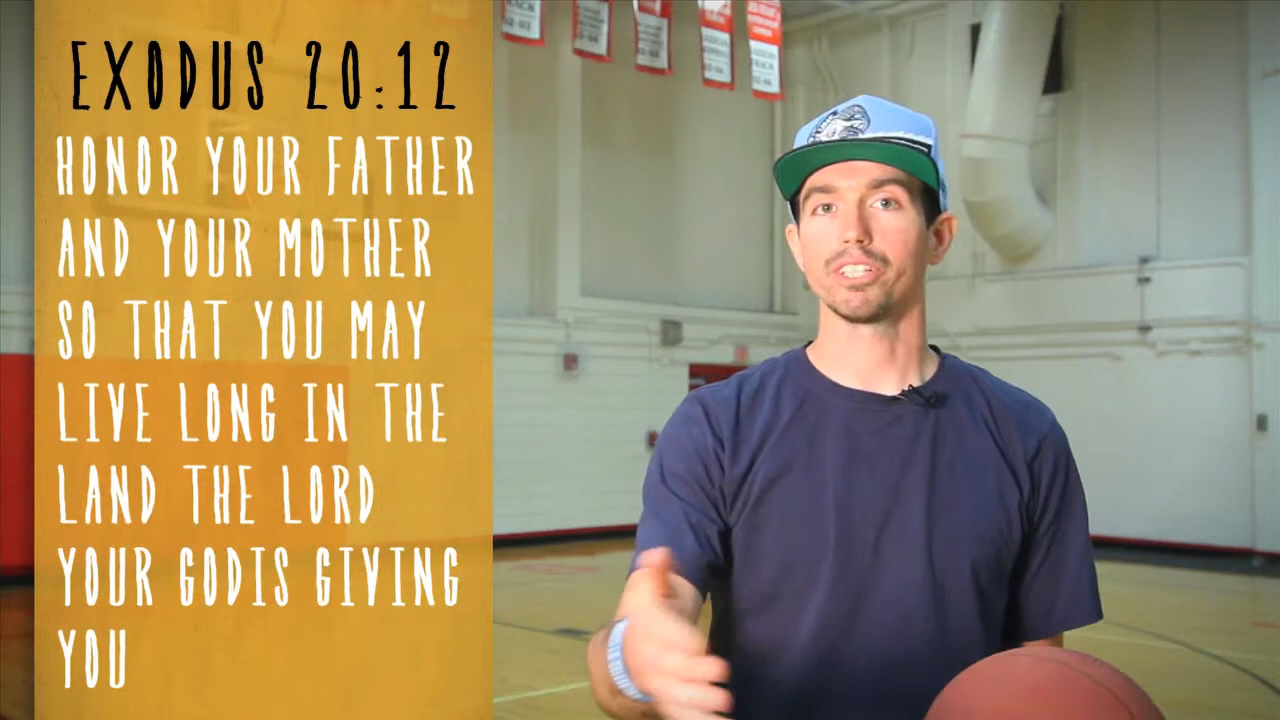 EXODUS 20:12
HONOR YOUR FATHER
AND YOUR MOTHER
SO THAT YOU MAY
LIVE LONG IN THE
LAND THE LORD
YOUR GODIS GIVING
YOU